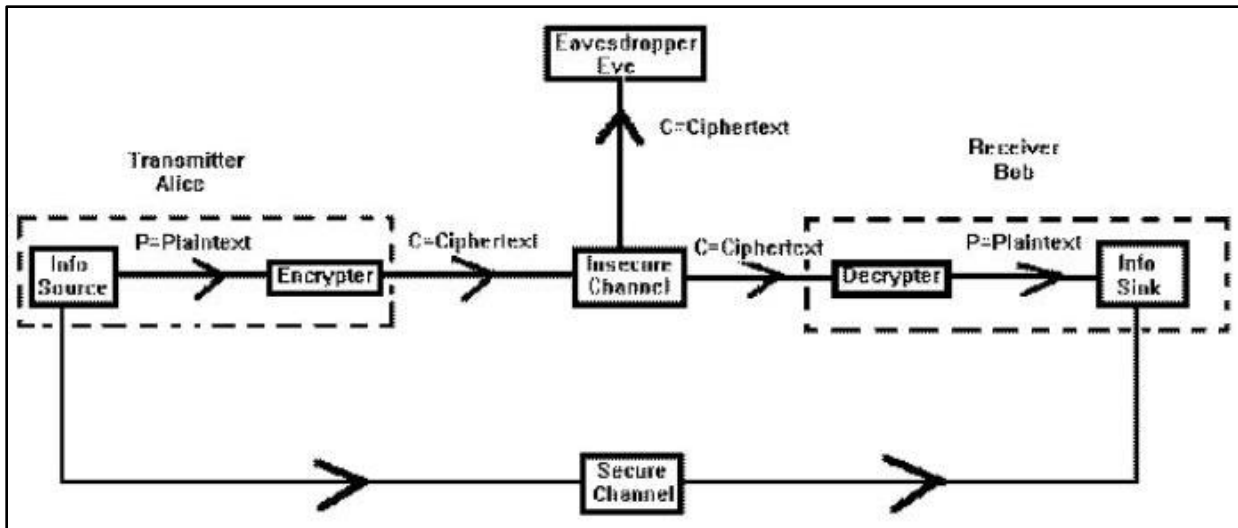 Eavesdropper
Eve
C=Ciphertext
Transmitter
Alice
Receiver
Bob
P=Plaintext
C=Ciphertext
C=Ciphertext
P=Plaintext
Info
Source
Encrypter
Insecure
Channel
Decrypter
Info
Sink
Secure
Channel